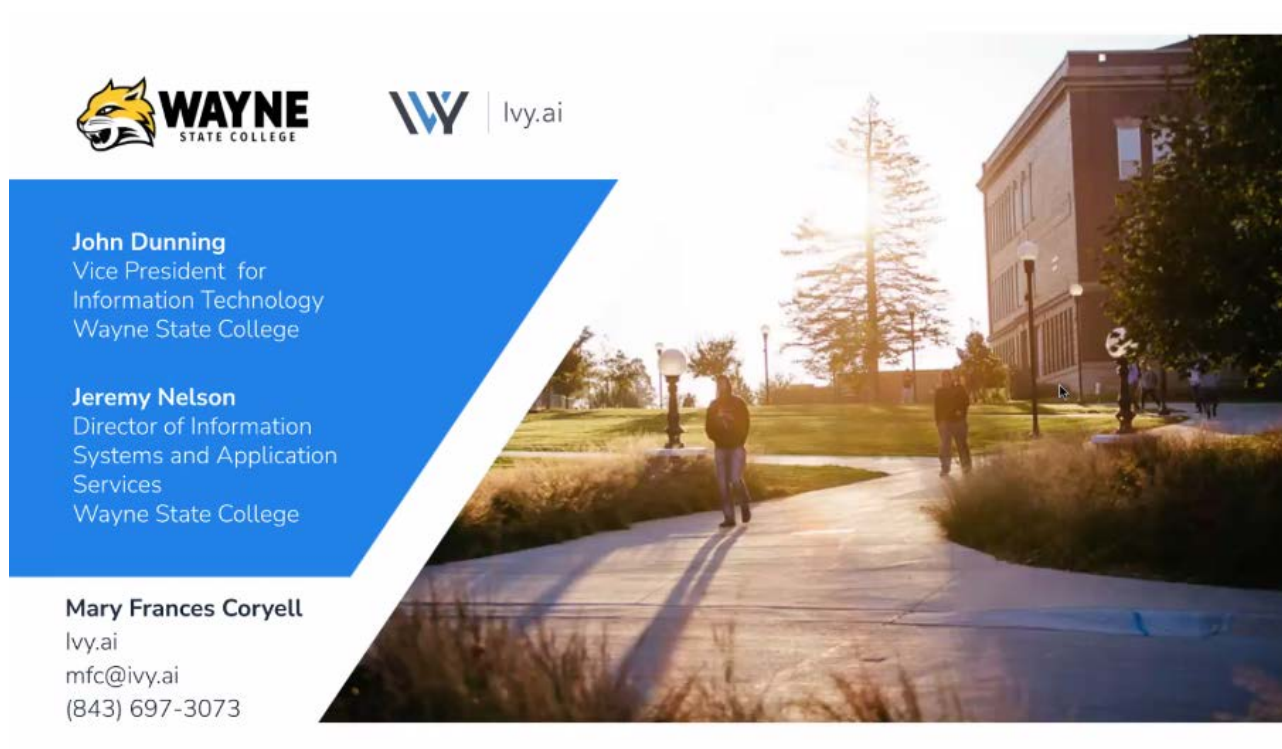 WAYNE
STATE COLLEGE
Ivy.ai
John Dunning
Vice President for
Information Technology
Wayne State College
Jeremy Nelson
Director of Information
Systems and Application
Services
Wayne State College
Mary Frances Coryell
Ivy.ai
mfc@ivy.ai
(843) 697-3073